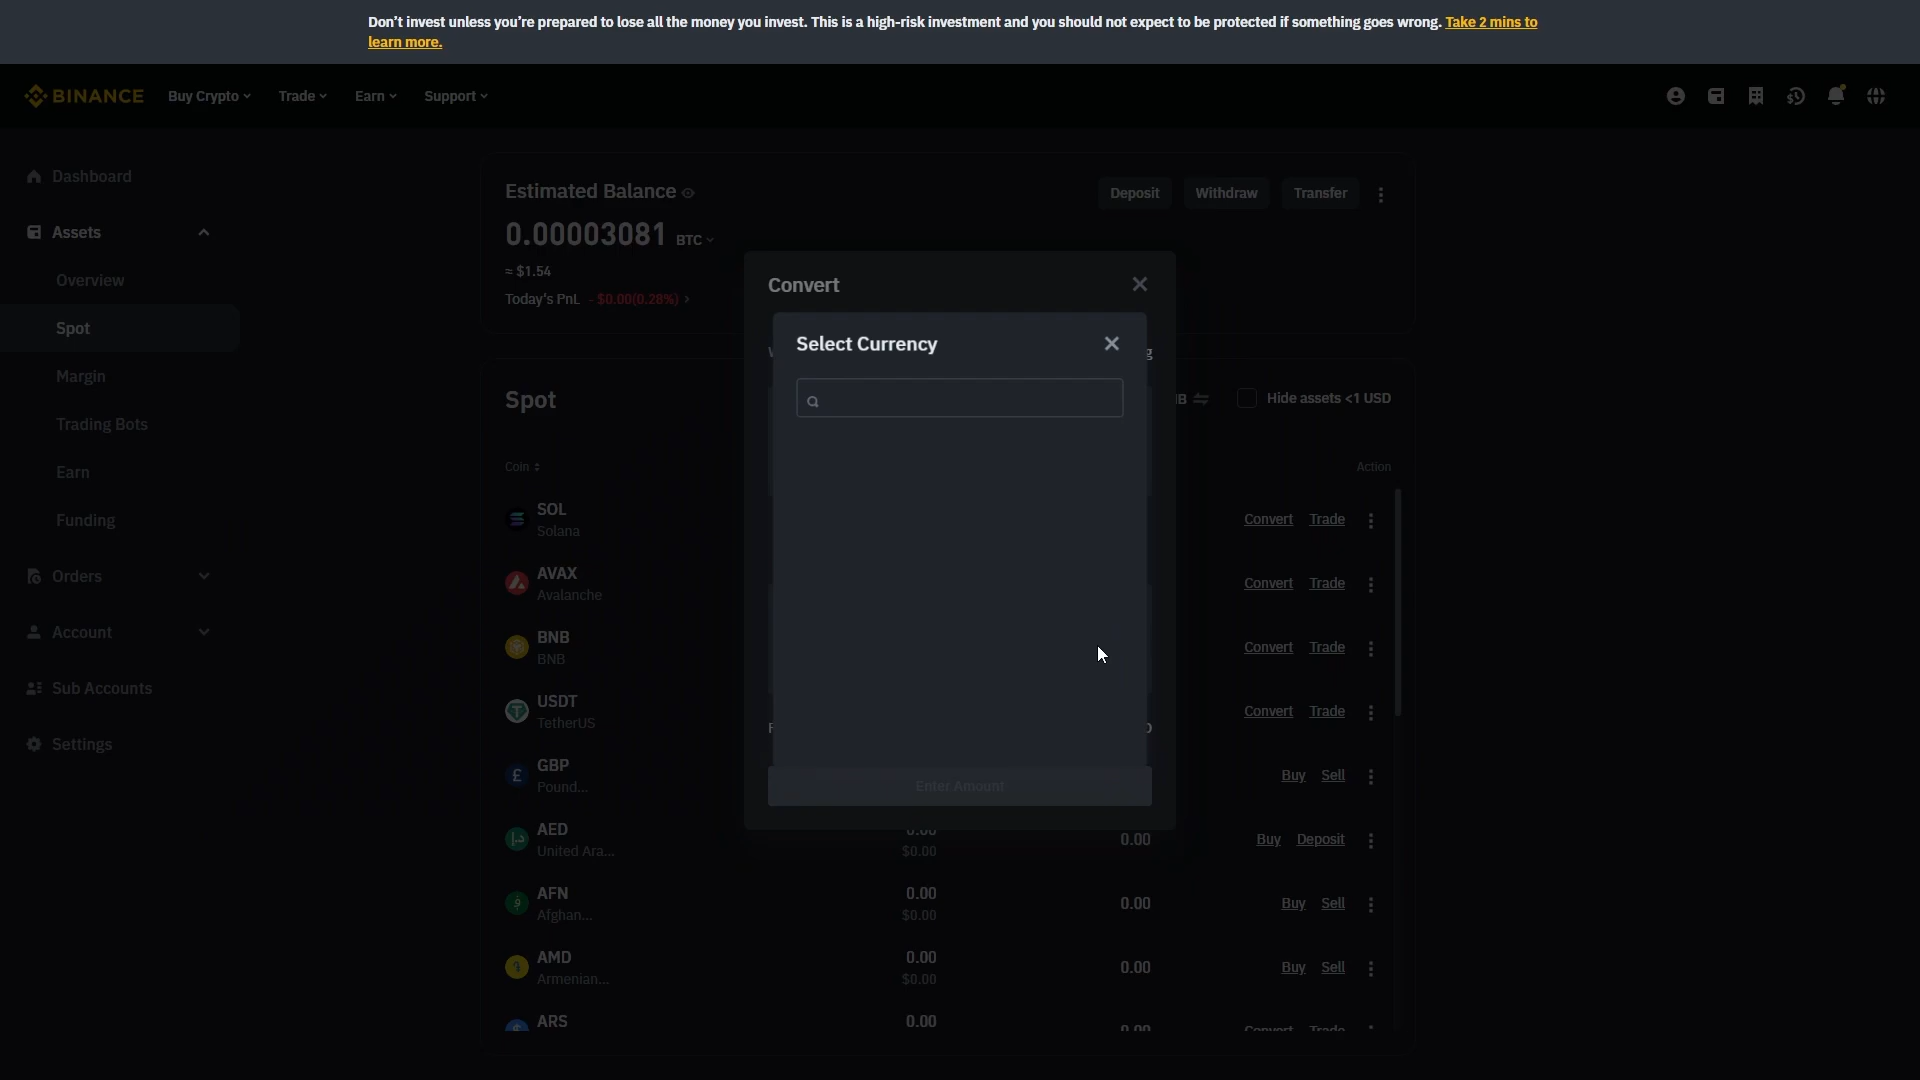 Don't invest unless you're prepared to lose all the money you invest. This is a high-risk investment and you should not expect to be protected if something goes wrong. Take 2 mins to
learn more.
BINANCE Buy Crypto Trade Earn Support
Dashboard
Assets
Overview
Spot
Margin
Trading Bots
Earn
Funding
Orders
Account
Sub Accounts
Settings
Estimated Balance
Deposit Withdraw Transfer
0.00003081 BTC
≈ $1.54
Today's PnL - $0.00(0.28%)
Convert
Select Currency
Enter Amount
Spot
Hide assets <1 USD
Coin
Action
SOL
Solana
Convert Trade
AVAX
Avalanche
Convert Trade
BNB
BNB
Convert Trade
USDT
TetherUS
Convert Trade
GBP
Pound...
Buy Sell
AED
United Ara...
0.00
$0.00
0.00
Buy Deposit
AFN
Afghan...
0.00
$0.00
0.00
Buy Sell
AMD
Armenian...
0.00
$0.00
0.00
Buy Sell
ARS
0.00
0.00
Convert Trade